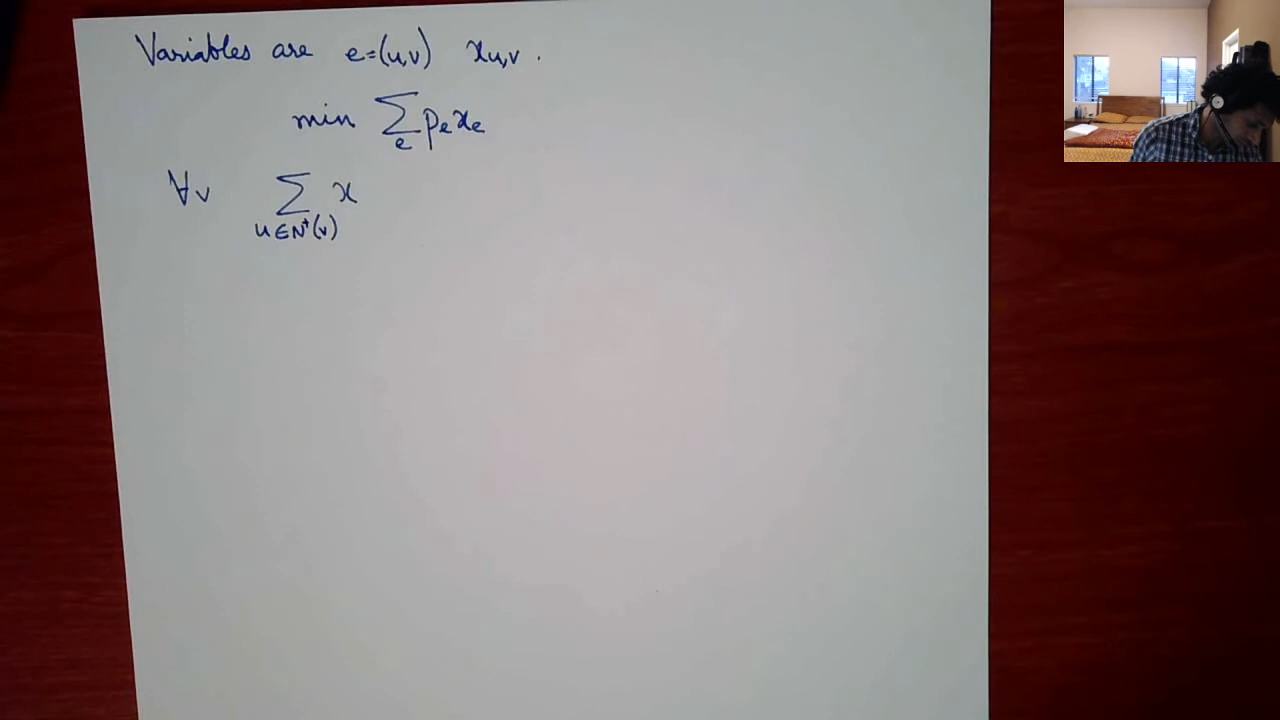 Variables are e=(u,v) x_{u,v}.
min ∑_e p_e x_e
∀v ∑_{u∈N⁺(v)} x